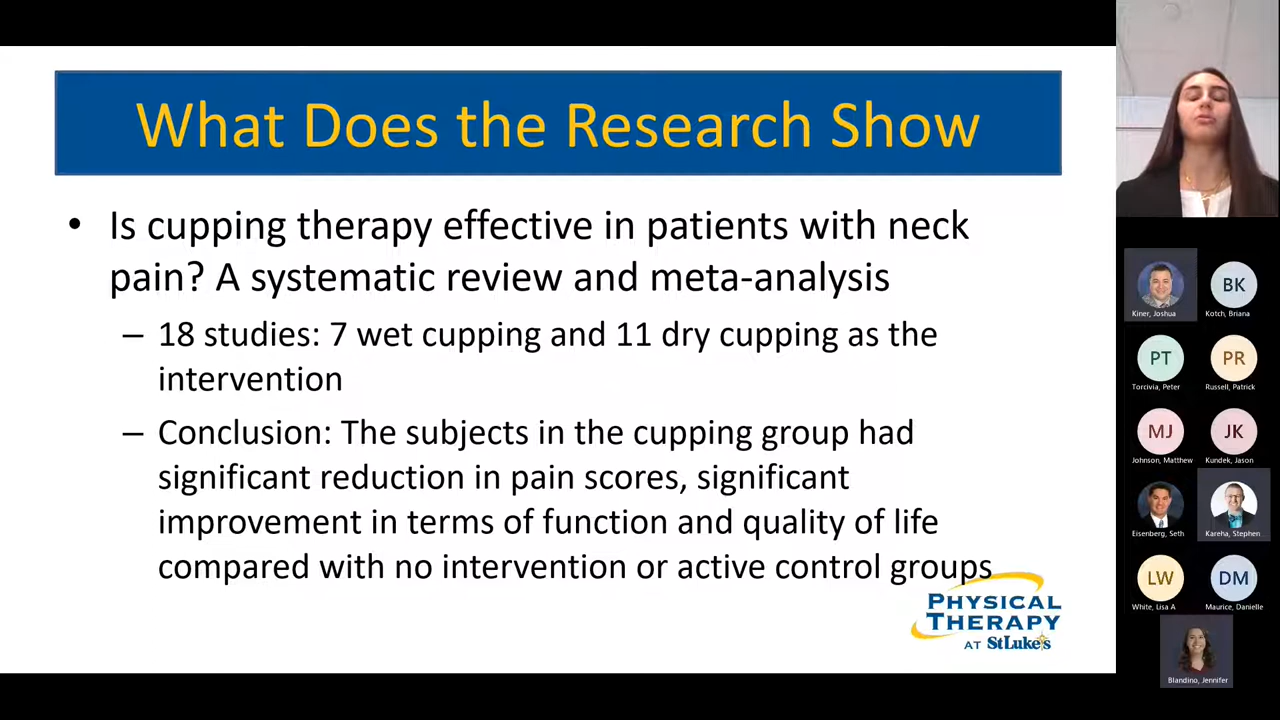 What Does the Research Show
• Is cupping therapy effective in patients with neck
pain? A systematic review and meta-analysis
– 18 studies: 7 wet cupping and 11 dry cupping as the
intervention
– Conclusion: The subjects in the cupping group had
significant reduction in pain scores, significant
improvement in terms of function and quality of life
compared with no intervention or active control groups
PHYSICAL
THERAPY
AT StLuke's
Kiner, Joshua
BK
Kotch, Briana
PT
Torcivia, Peter
PR
Russell, Patrick
MJ
Johnson, Matthew
JK
Kundek, Jason
Eisenberg, Seth
Kareha, Stephen
LW
White, Lisa A
DM
Maurice, Danielle
Blandino, Jennifer